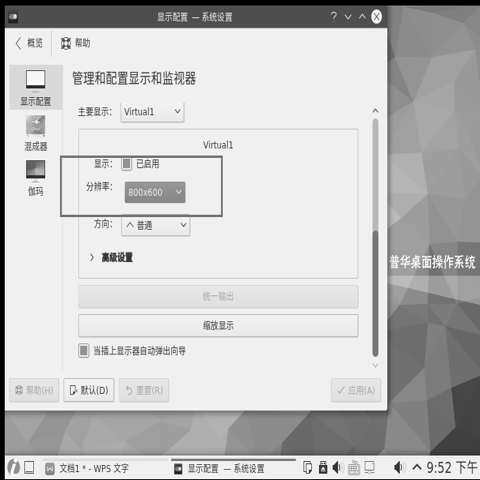 显示配置 — 系统设置
概览 帮助
显示配置
混成器
伽玛
管理和配置显示和监视器
主要显示: Virtual1
Virtual1
显示: 已启用
分辨率: 800x600
方向: 普通
高级设置
统一输出
缩放显示
当插上显示器自动弹出向导
帮助(H) 默认(D) 重置(R) 应用(A)
普华桌面操作系统
文档1 * - WPS 文字 显示配置 — 系统设置 9:52 下午